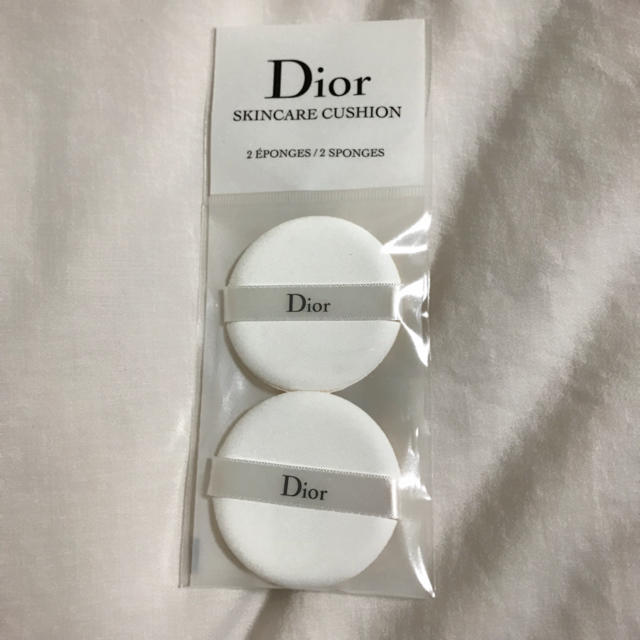 Dior
SKINCARE CUSHION
2 ÉPONGES / 2 SPONGES
Dior
Dior